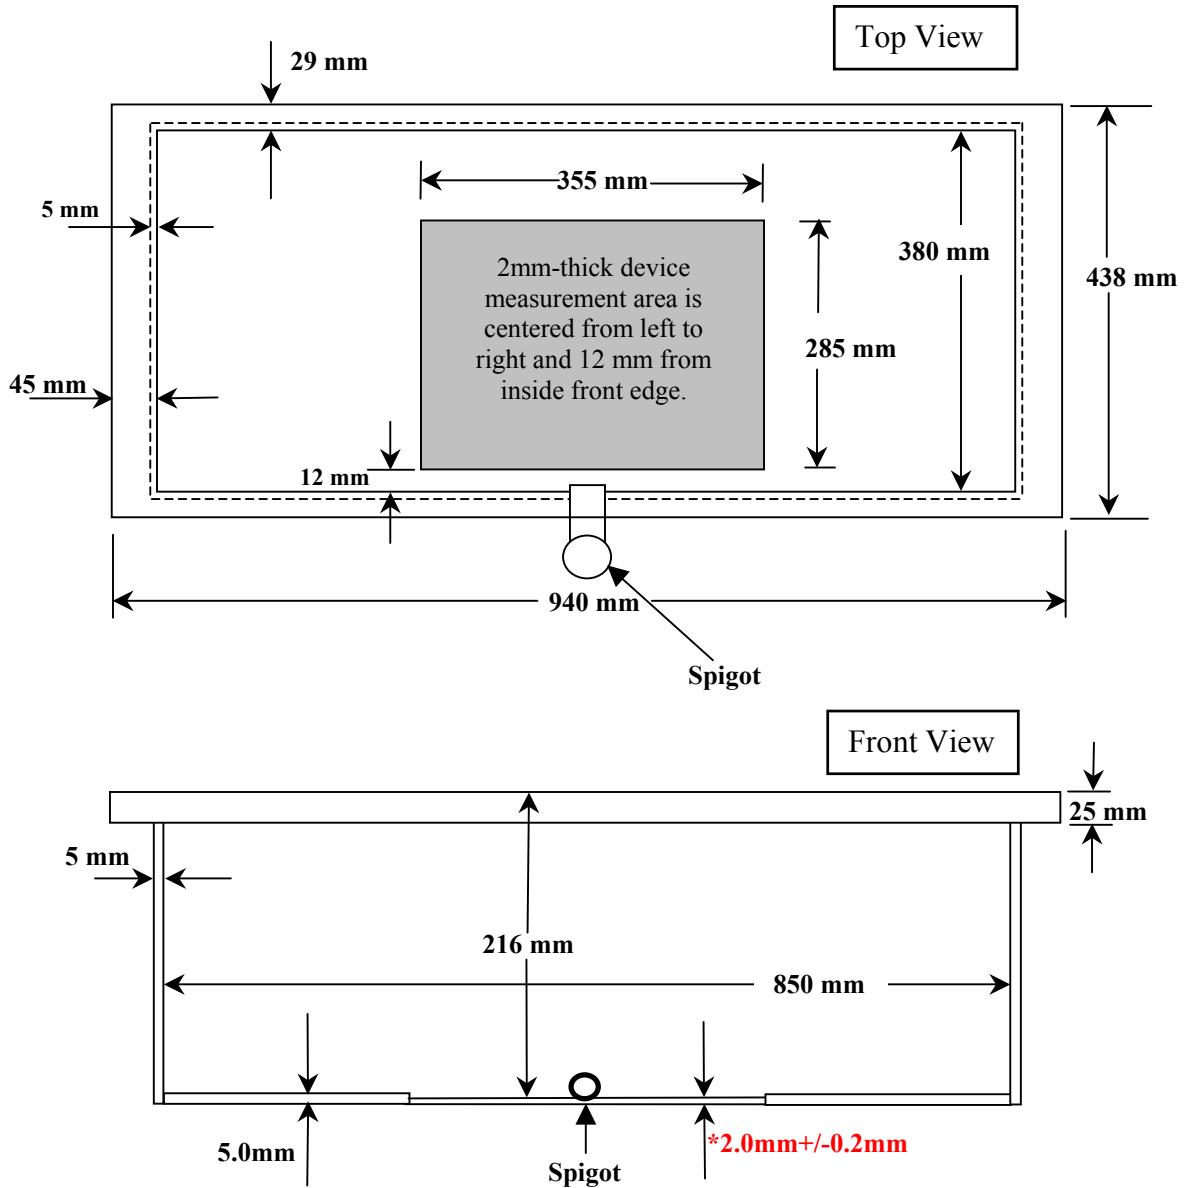 Top View
29 mm
355 mm
5 mm
380 mm
438 mm
2mm-thick device
measurement area is
centered from left to
right and 12 mm from
inside front edge.
285 mm
45 mm
12 mm
940 mm
Spigot
Front View
25 mm
5 mm
216 mm
850 mm
5.0mm
*2.0mm+/-0.2mm
Spigot